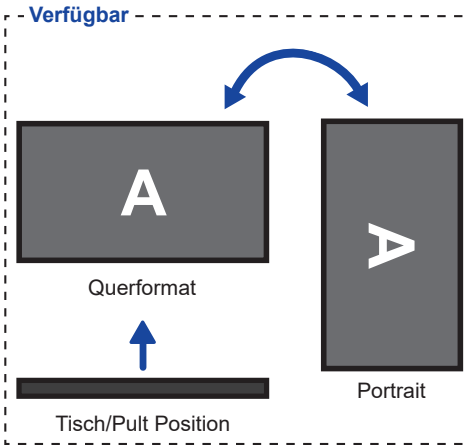 Verfügbar
A
A
Querformat
Portrait
Tisch/Pult Position